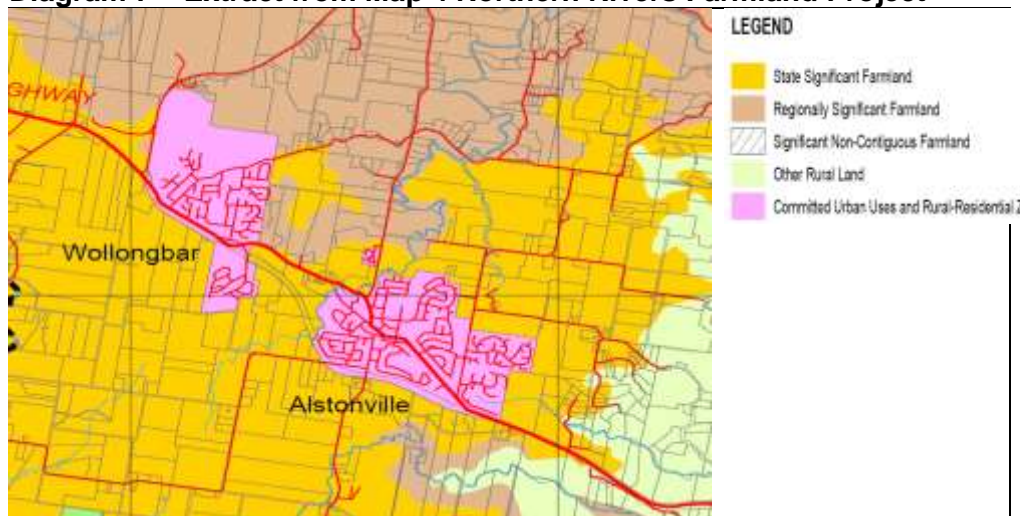 LEGEND
GHWAY
State Significant Farmland
Regionally Significant Farmland
Significant Non-Contiguous Farmland
Other Rural Land
Committed Urban Uses and Rural-Residential Z
Wollongbar
Alstonville